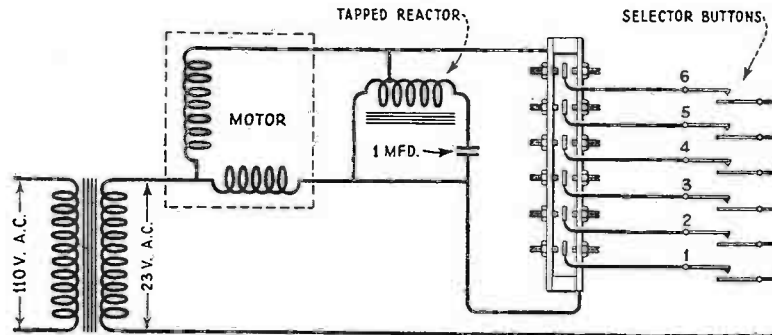 TAPPED REACTOR
SELECTOR BUTTONS
MOTOR
1 MFD.
110 V. A.C.
23 V. A.C.
6
5
4
3
2
1